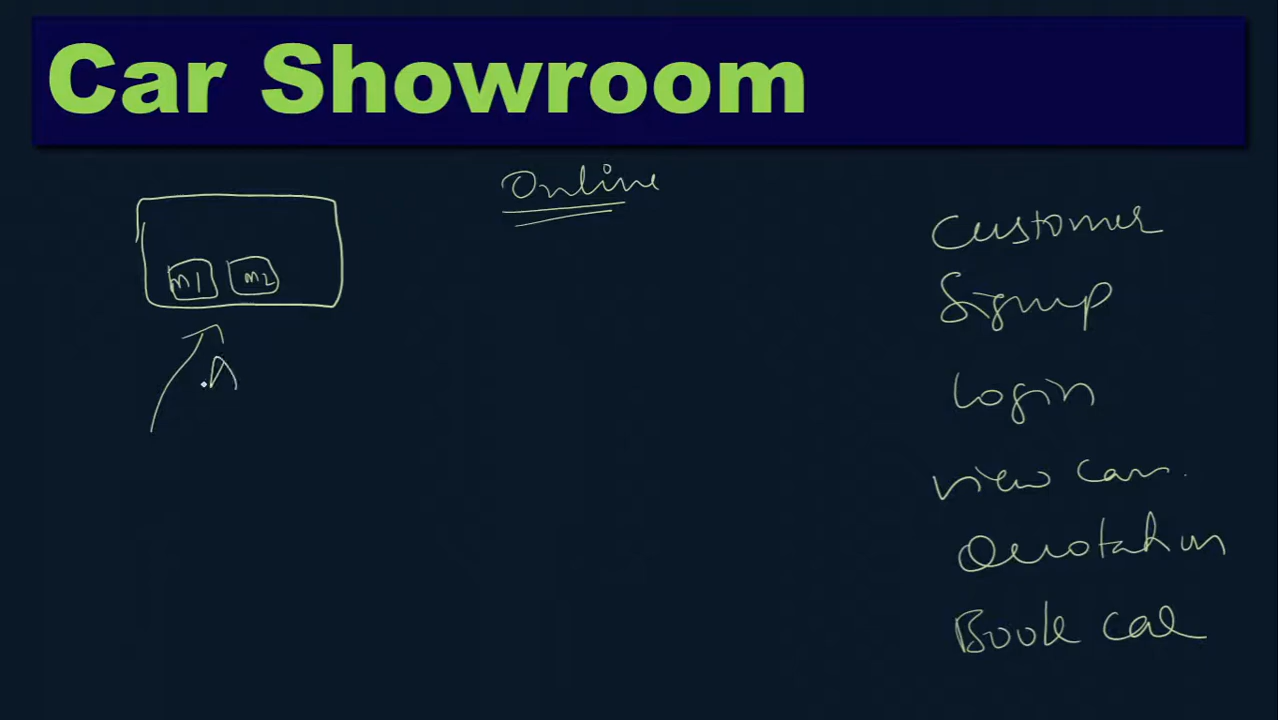 Car Showroom
Online
m1 m2
Customer
Signup
Login
view car.
Quotation
Book car